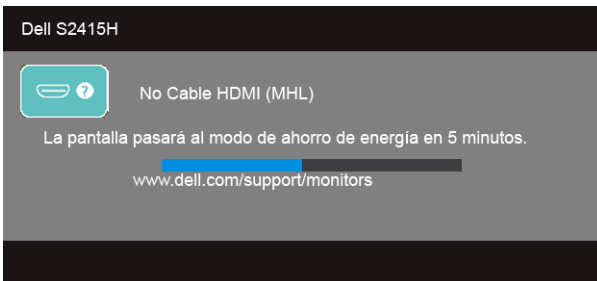 Dell S2415H
?
No Cable HDMI (MHL)
La pantalla pasará al modo de ahorro de energía en 5 minutos.
www.dell.com/support/monitors